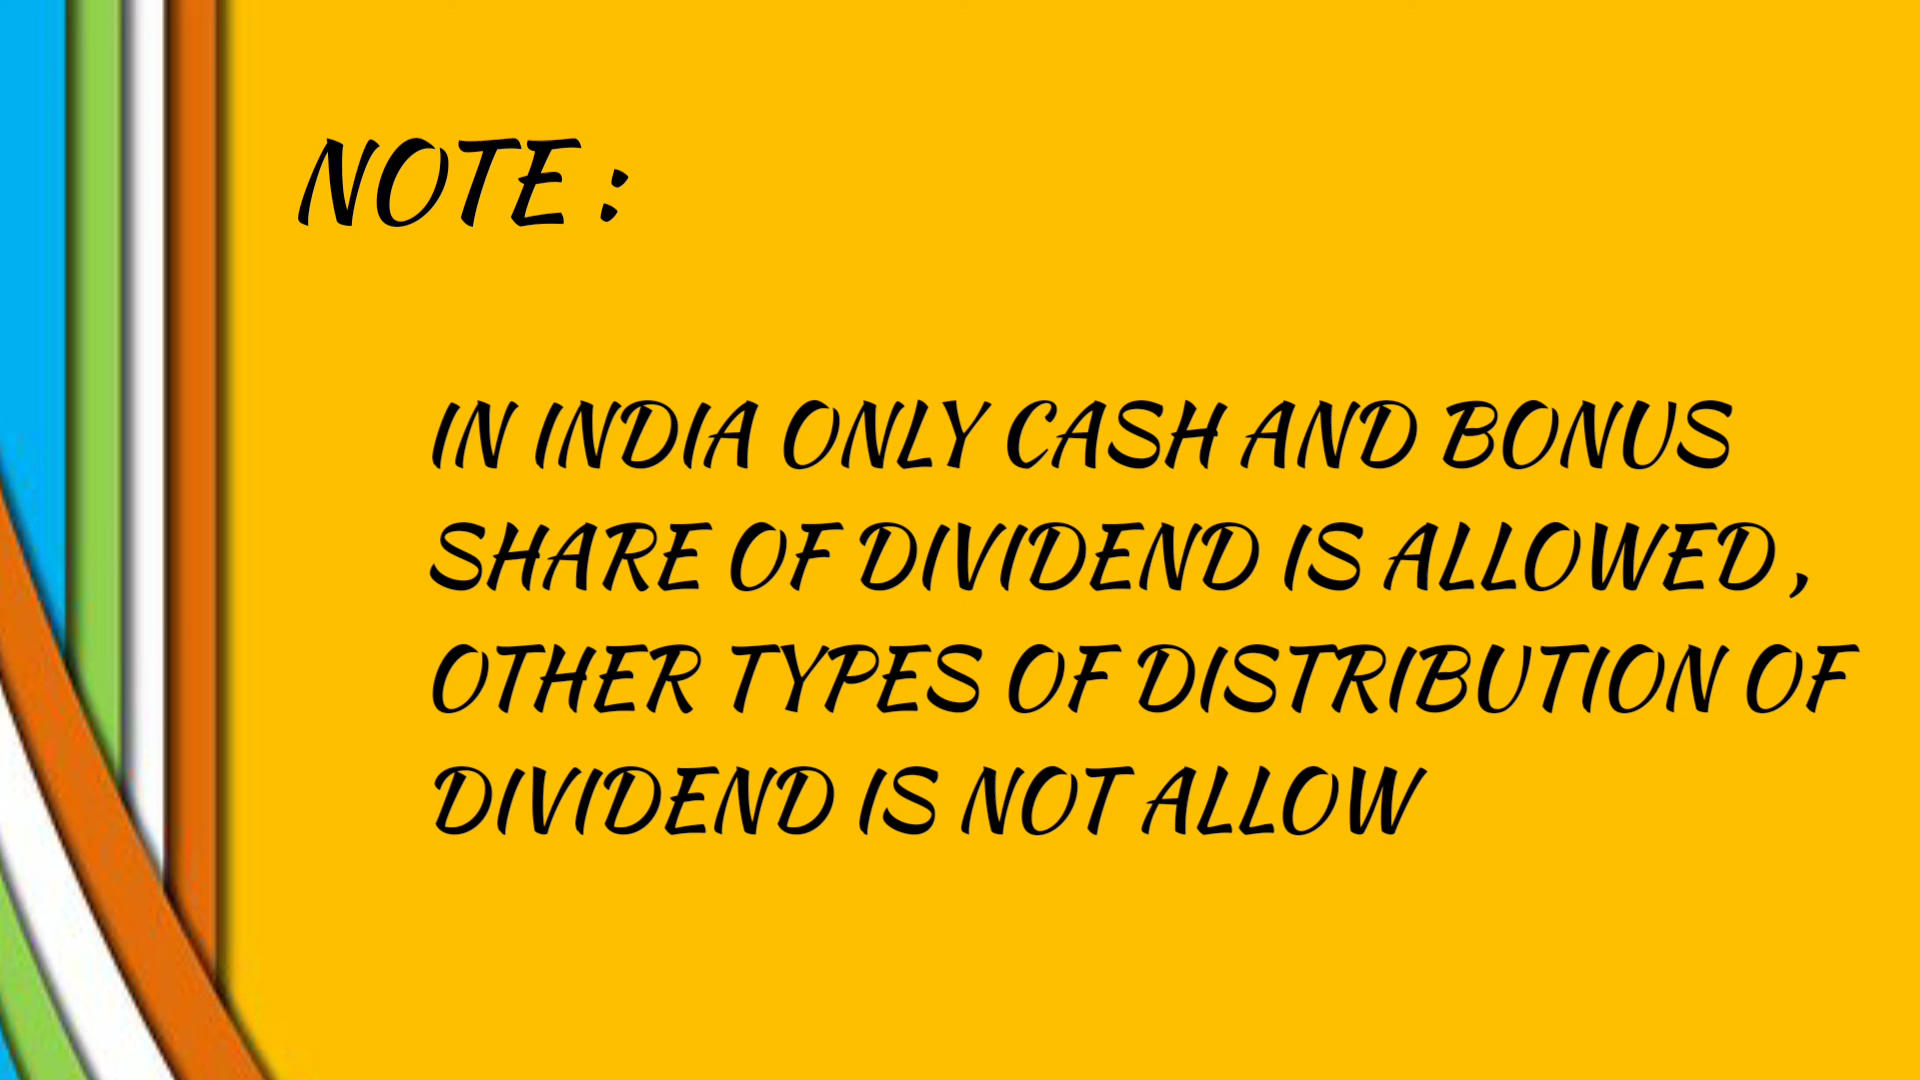 NOTE :
IN INDIA ONLY CASH AND BONUS
SHARE OF DIVIDEND IS ALLOWED ,
OTHER TYPES OF DISTRIBUTION OF
DIVIDEND IS NOT ALLOW